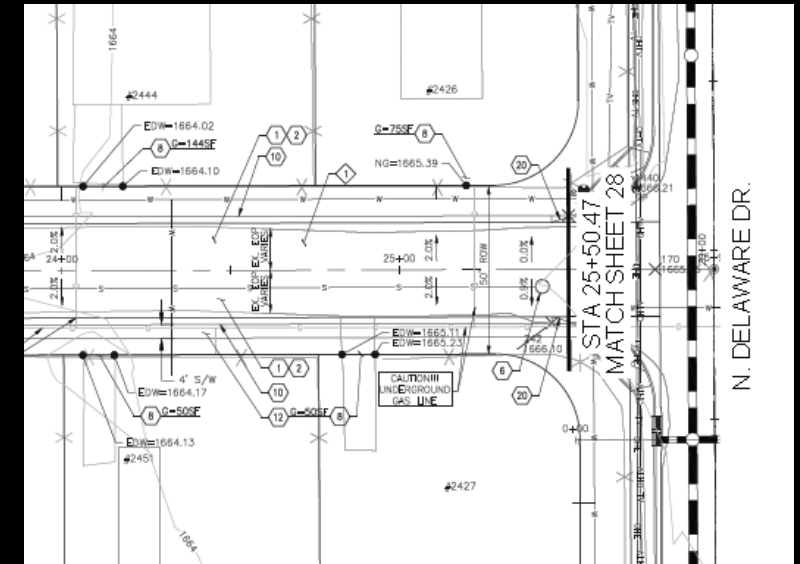 1664
#2444
#2426
EDW=1664.02
8
G=144SF
EDW=1664.10
1
2
10
1
G=75SF
8
NG=1665.39
20
W
W
W
W
W
2.0%
24+00
2.0%
EX. EOP
VARIES
EX. EOP
VARIES
25+00
2.0%
2.0%
50' ROW
0.0%
0.9%
S
S
S
S
STA 25+50.47
MATCH SHEET 28
N. DELAWARE DR.
170
EDW=1665.11
EDW=1665.23
1666.10
4' S/W
1
2
10
12
G=50SF
8
CAUTION!!!
UNDERGROUND
GAS LINE
6
20
EDW=1664.17
8
G=50SF
EDW=1664.13
#2451
#2427
0+00
1664